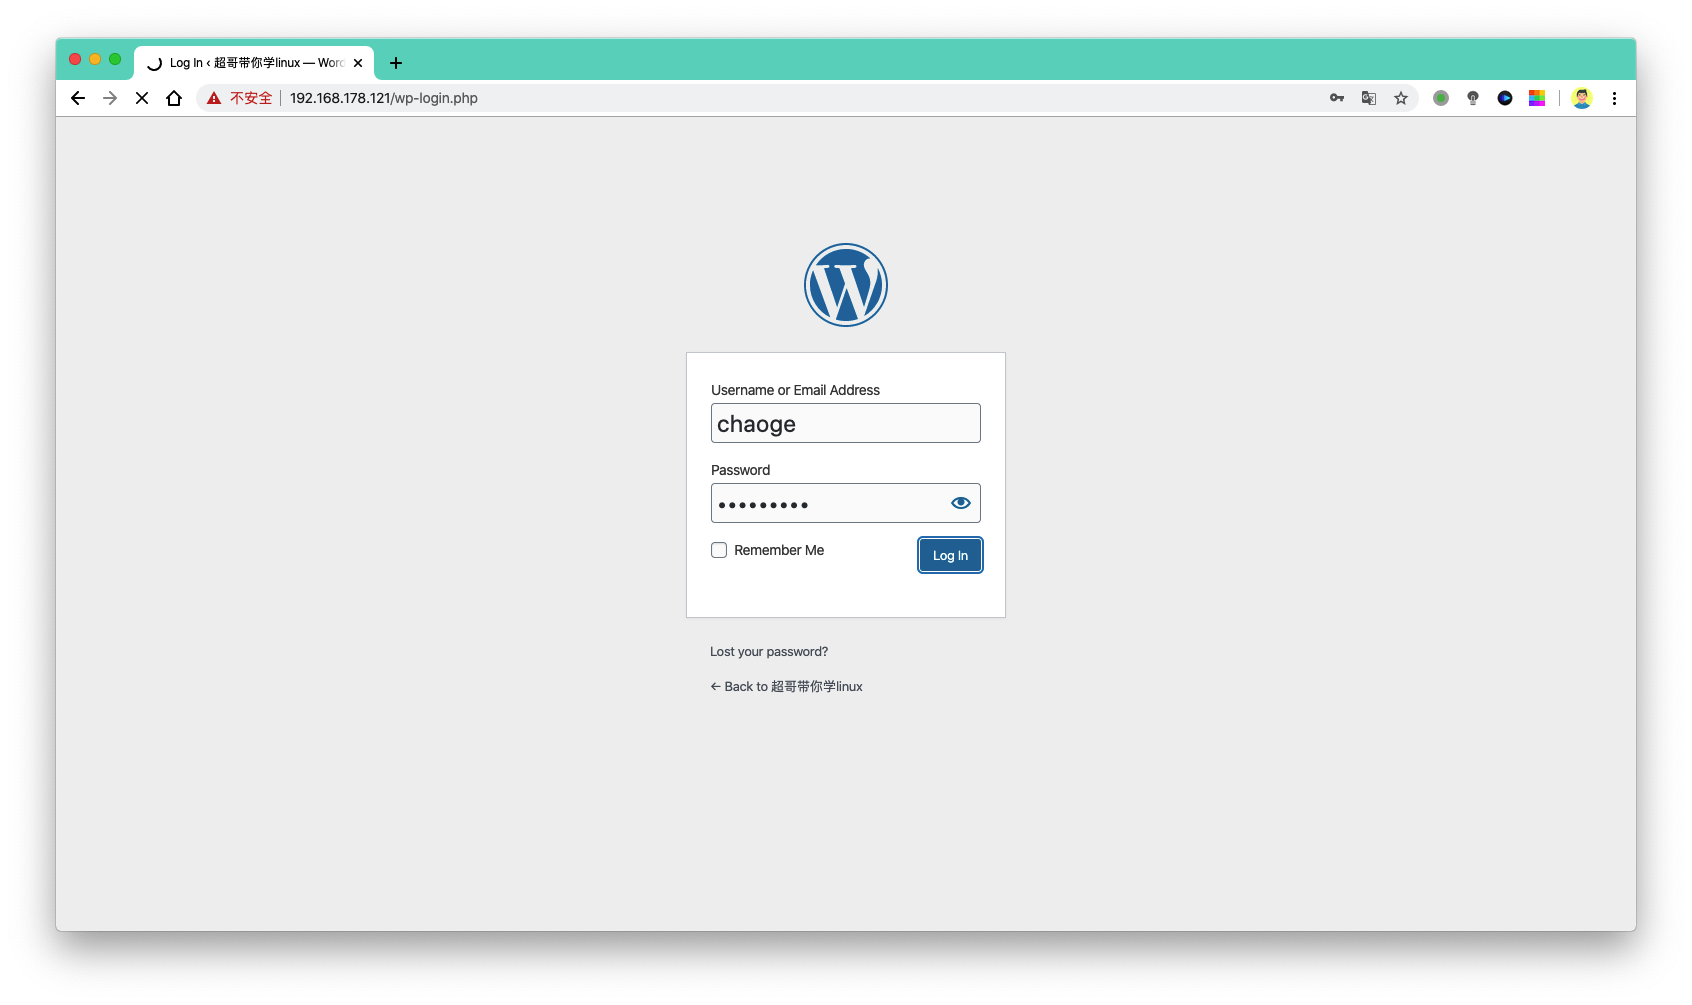 Log In ‹ 超哥带你学linux — Word
不安全
192.168.178.121/wp-login.php
Username or Email Address
chaoge
Password
•••••••••
Remember Me
Log In
Lost your password?
← Back to 超哥带你学linux